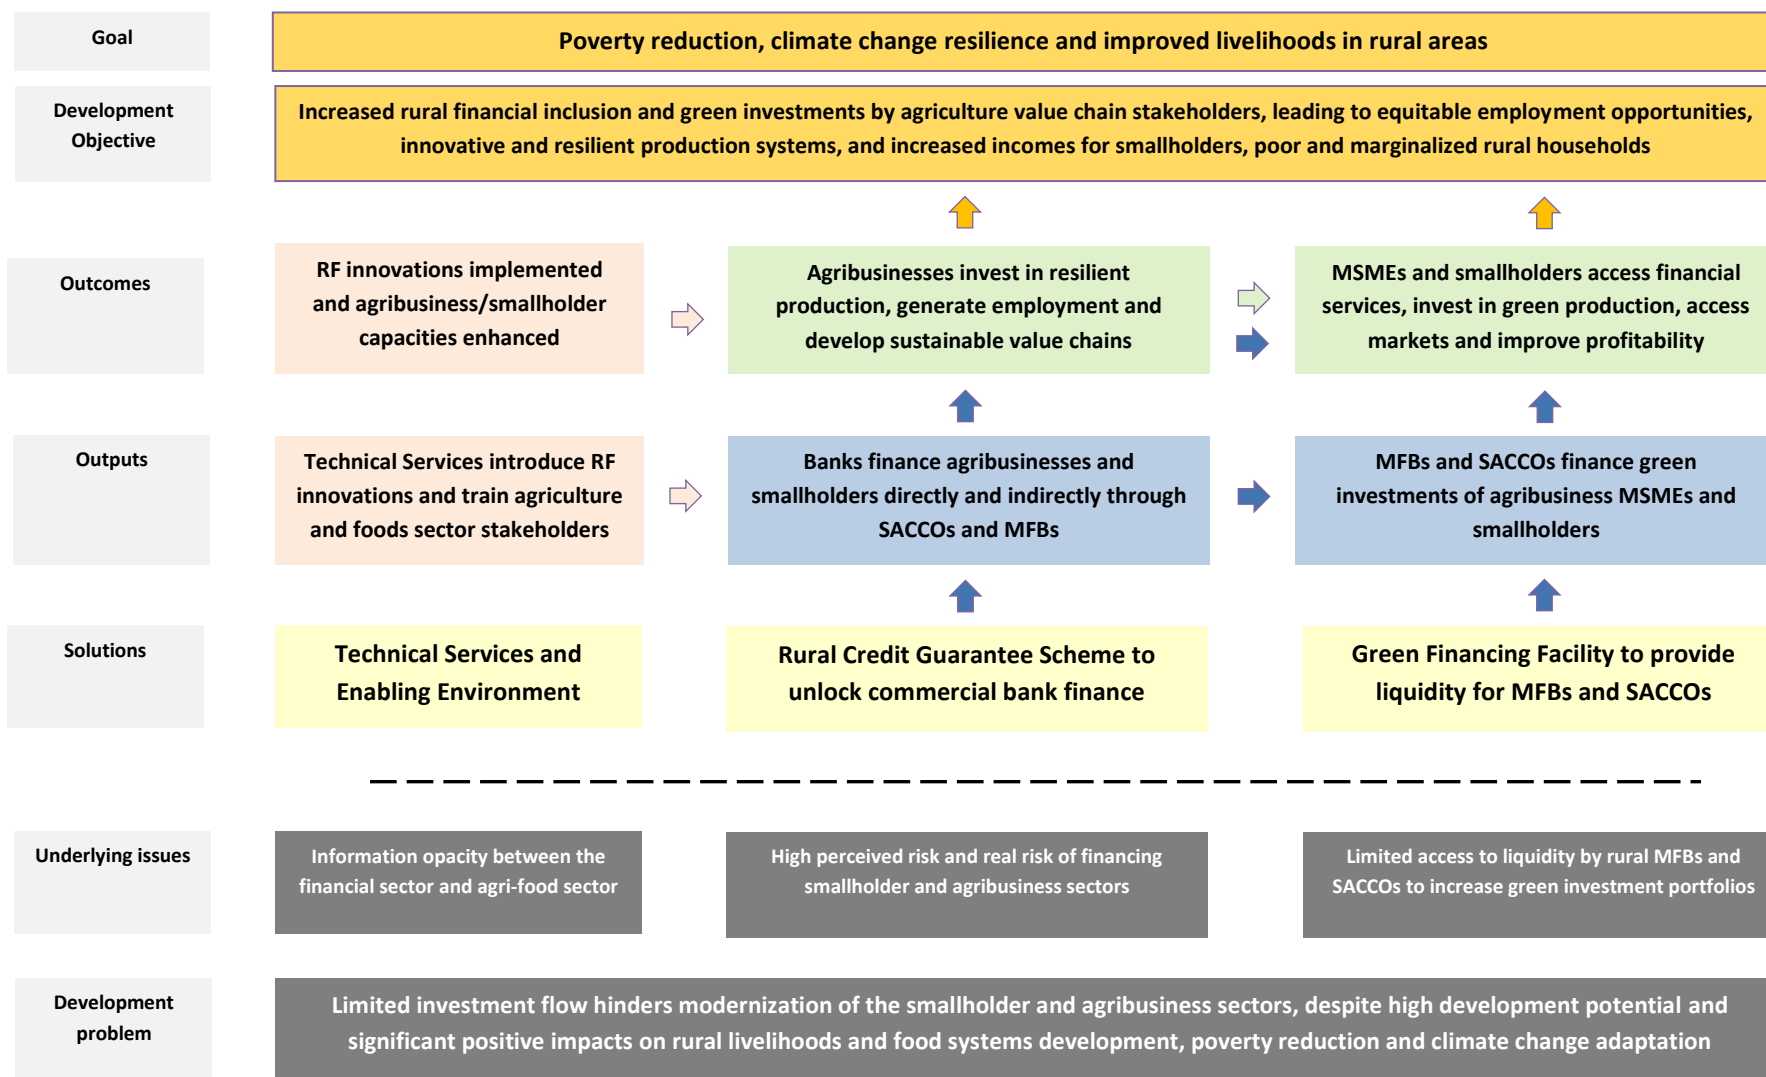 Goal
Poverty reduction, climate change resilience and improved livelihoods in rural areas
Development
Objective
Increased rural financial inclusion and green investments by agriculture value chain stakeholders, leading to equitable employment opportunities,
innovative and resilient production systems, and increased incomes for smallholders, poor and marginalized rural households
Outcomes
RF innovations implemented
and agribusiness/smallholder
capacities enhanced
Agribusinesses invest in resilient
production, generate employment and
develop sustainable value chains
MSMEs and smallholders access financial
services, invest in green production, access
markets and improve profitability
Outputs
Technical Services introduce RF
innovations and train agriculture
and foods sector stakeholders
Banks finance agribusinesses and
smallholders directly and indirectly through
SACCOs and MFBs
MFBs and SACCOs finance green
investments of agribusiness MSMEs and
smallholders
Solutions
Technical Services and
Enabling Environment
Rural Credit Guarantee Scheme to
unlock commercial bank finance
Green Financing Facility to provide
liquidity for MFBs and SACCOs
Underlying issues
Information opacity between the
financial sector and agri-food sector
High perceived risk and real risk of financing
smallholder and agribusiness sectors
Limited access to liquidity by rural MFBs and
SACCOs to increase green investment portfolios
Development
problem
Limited investment flow hinders modernization of the smallholder and agribusiness sectors, despite high development potential and
significant positive impacts on rural livelihoods and food systems development, poverty reduction and climate change adaptation